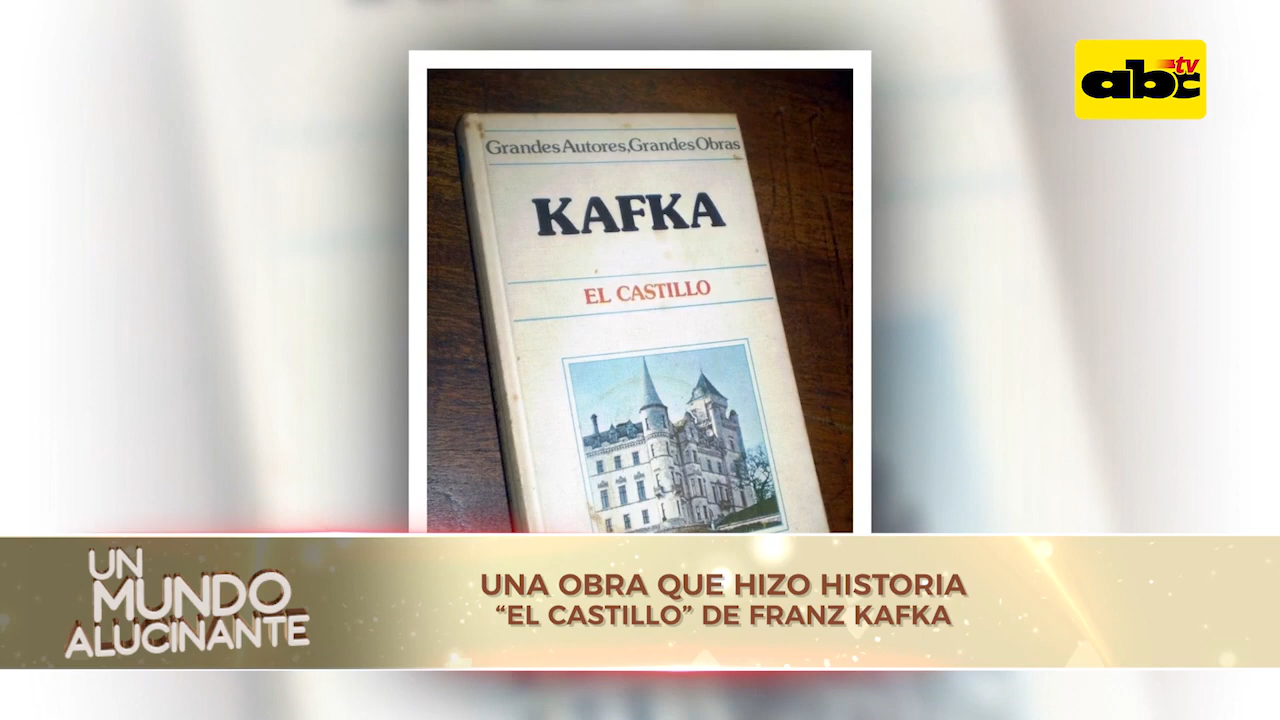 abc tv
Grandes Autores, Grandes Obras
KAFKA
EL CASTILLO
UN
MUNDO
ALUCINANTE
UNA OBRA QUE HIZO HISTORIA
“EL CASTILLO” DE FRANZ KAFKA